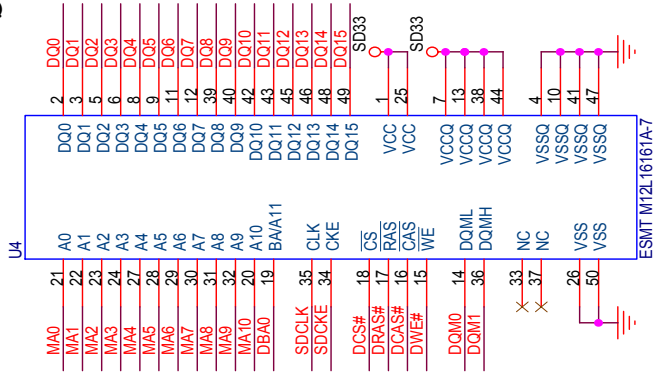 DQ0 DQ1 DQ2 DQ3 DQ4 DQ5 DQ6 DQ7 DQ8 DQ9 DQ10 DQ11 DQ12 DQ13 DQ14 DQ15 SD33 SD33
2 3 5 6 8 9 11 12 39 40 42 43 45 46 48 49 1 25 7 13 38 44 4 10 41 47
DQ0 DQ1 DQ2 DQ3 DQ4 DQ5 DQ6 DQ7 DQ8 DQ9 DQ10 DQ11 DQ12 DQ13 DQ14 DQ15 VCC VCC VCCQ VCCQ VCCQ VCCQ VSSQ VSSQ VSSQ VSSQ
U4
ESMT M12L16161A-7
A0 A1 A2 A3 A4 A5 A6 A7 A8 A9 A10 BA/A11 CLK CKE CS RAS CAS WE DQML DQMH NC NC VSS VSS
21 22 23 24 27 28 29 30 31 32 20 19 35 34 18 17 16 15 14 36 33 37 26 50
MA0 MA1 MA2 MA3 MA4 MA5 MA6 MA7 MA8 MA9 MA10 DBA0 SDCLK SDCKE DCS# DRAS# DCAS# DWE# DQM0 DQM1